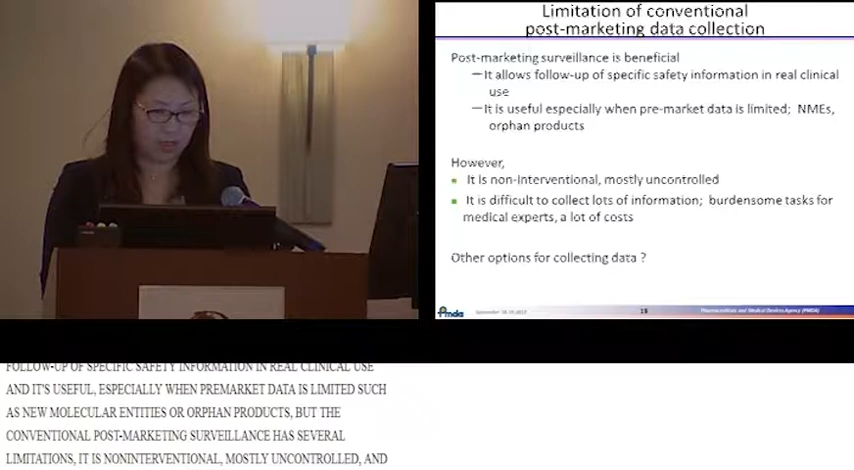 Limitation of conventional
post-marketing data collection
Post-marketing surveillance is beneficial
—It allows follow-up of specific safety information in real clinical
use
—It is useful especially when pre-market data is limited; NMEs,
orphan products
However,
▪ It is non-interventional, mostly uncontrolled
▪ It is difficult to collect lots of information; burdensome tasks for
medical experts, a lot of costs
Other options for collecting data ?
Pmda
18
Pharmaceuticals and Medical Devices Agency (PMDA)
FOLLOW-UP OF SPECIFIC SAFETY INFORMATION IN REAL CLINICAL USE
AND IT'S USEFUL, ESPECIALLY WHEN PREMARKET DATA IS LIMITED SUCH
AS NEW MOLECULAR ENTITIES OR ORPHAN PRODUCTS, BUT THE
CONVENTIONAL POST-MARKETING SURVEILLANCE HAS SEVERAL
LIMITATIONS, IT IS NONINTERVENTIONAL, MOSTLY UNCONTROLLED, AND